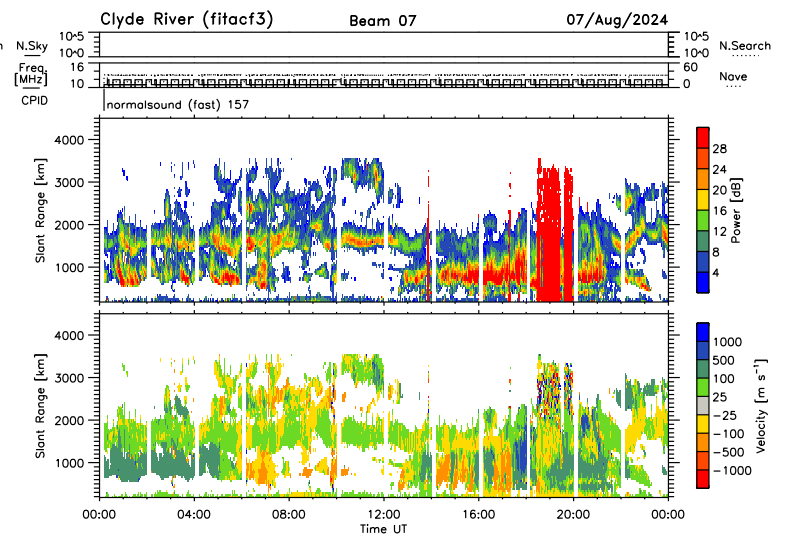 Clyde River (fitacf3) Beam 07 07/Aug/2024
n N.Sky 10^5 10^0 10^5 10^0 N.Search
Freq. [MHz] 16 10 60 0 Nave
CPID normalsound (fast) 157
Slant Range [km] 4000 3000 2000 1000
Power [dB] 28 24 20 16 12 8 4
Slant Range [km] 4000 3000 2000 1000
Velocity [m s⁻¹] 1000 500 100 25 −25 −100 −500 −1000
00:00 04:00 08:00 12:00 16:00 20:00 00:00
Time UT